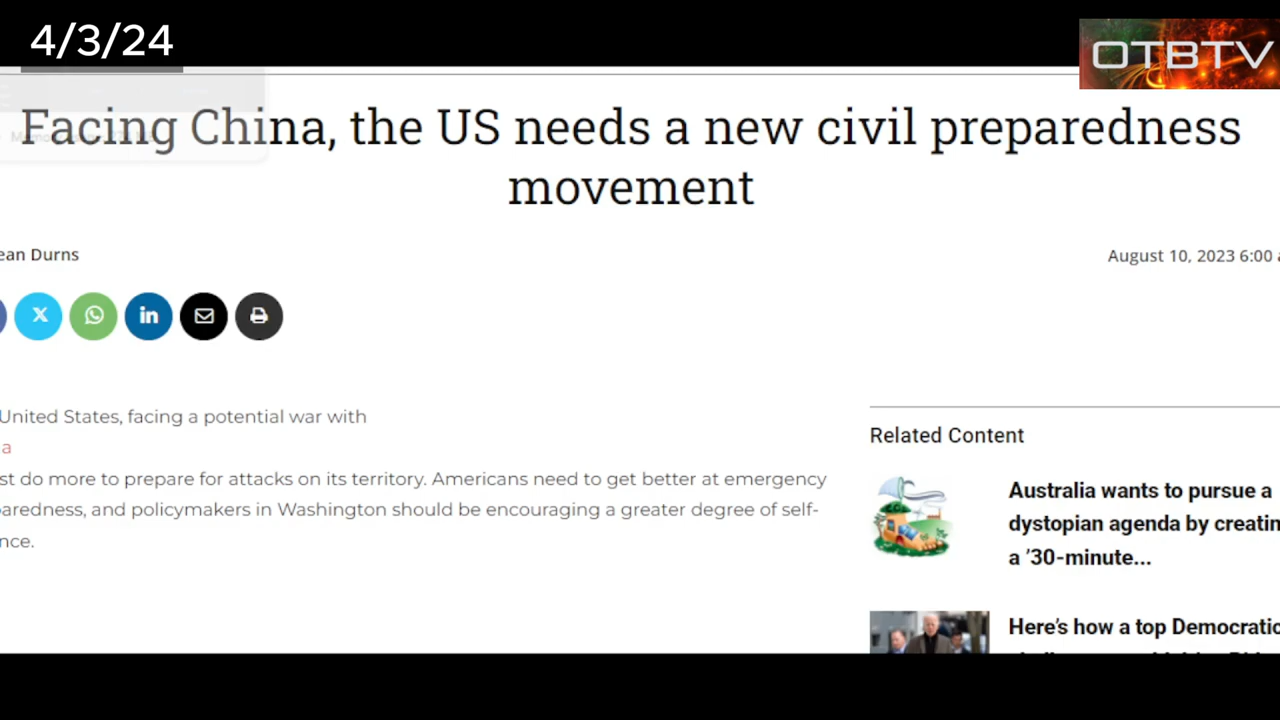 4/3/24
OTBTV
Facing China, the US needs a new civil preparedness
movement
ean Durns
August 10, 2023 6:00 a
United States, facing a potential war with
a
st do more to prepare for attacks on its territory. Americans need to get better at emergency
aredness, and policymakers in Washington should be encouraging a greater degree of self-
nce.
Related Content
Australia wants to pursue a
dystopian agenda by creatin
a '30-minute...
Here's how a top Democratic